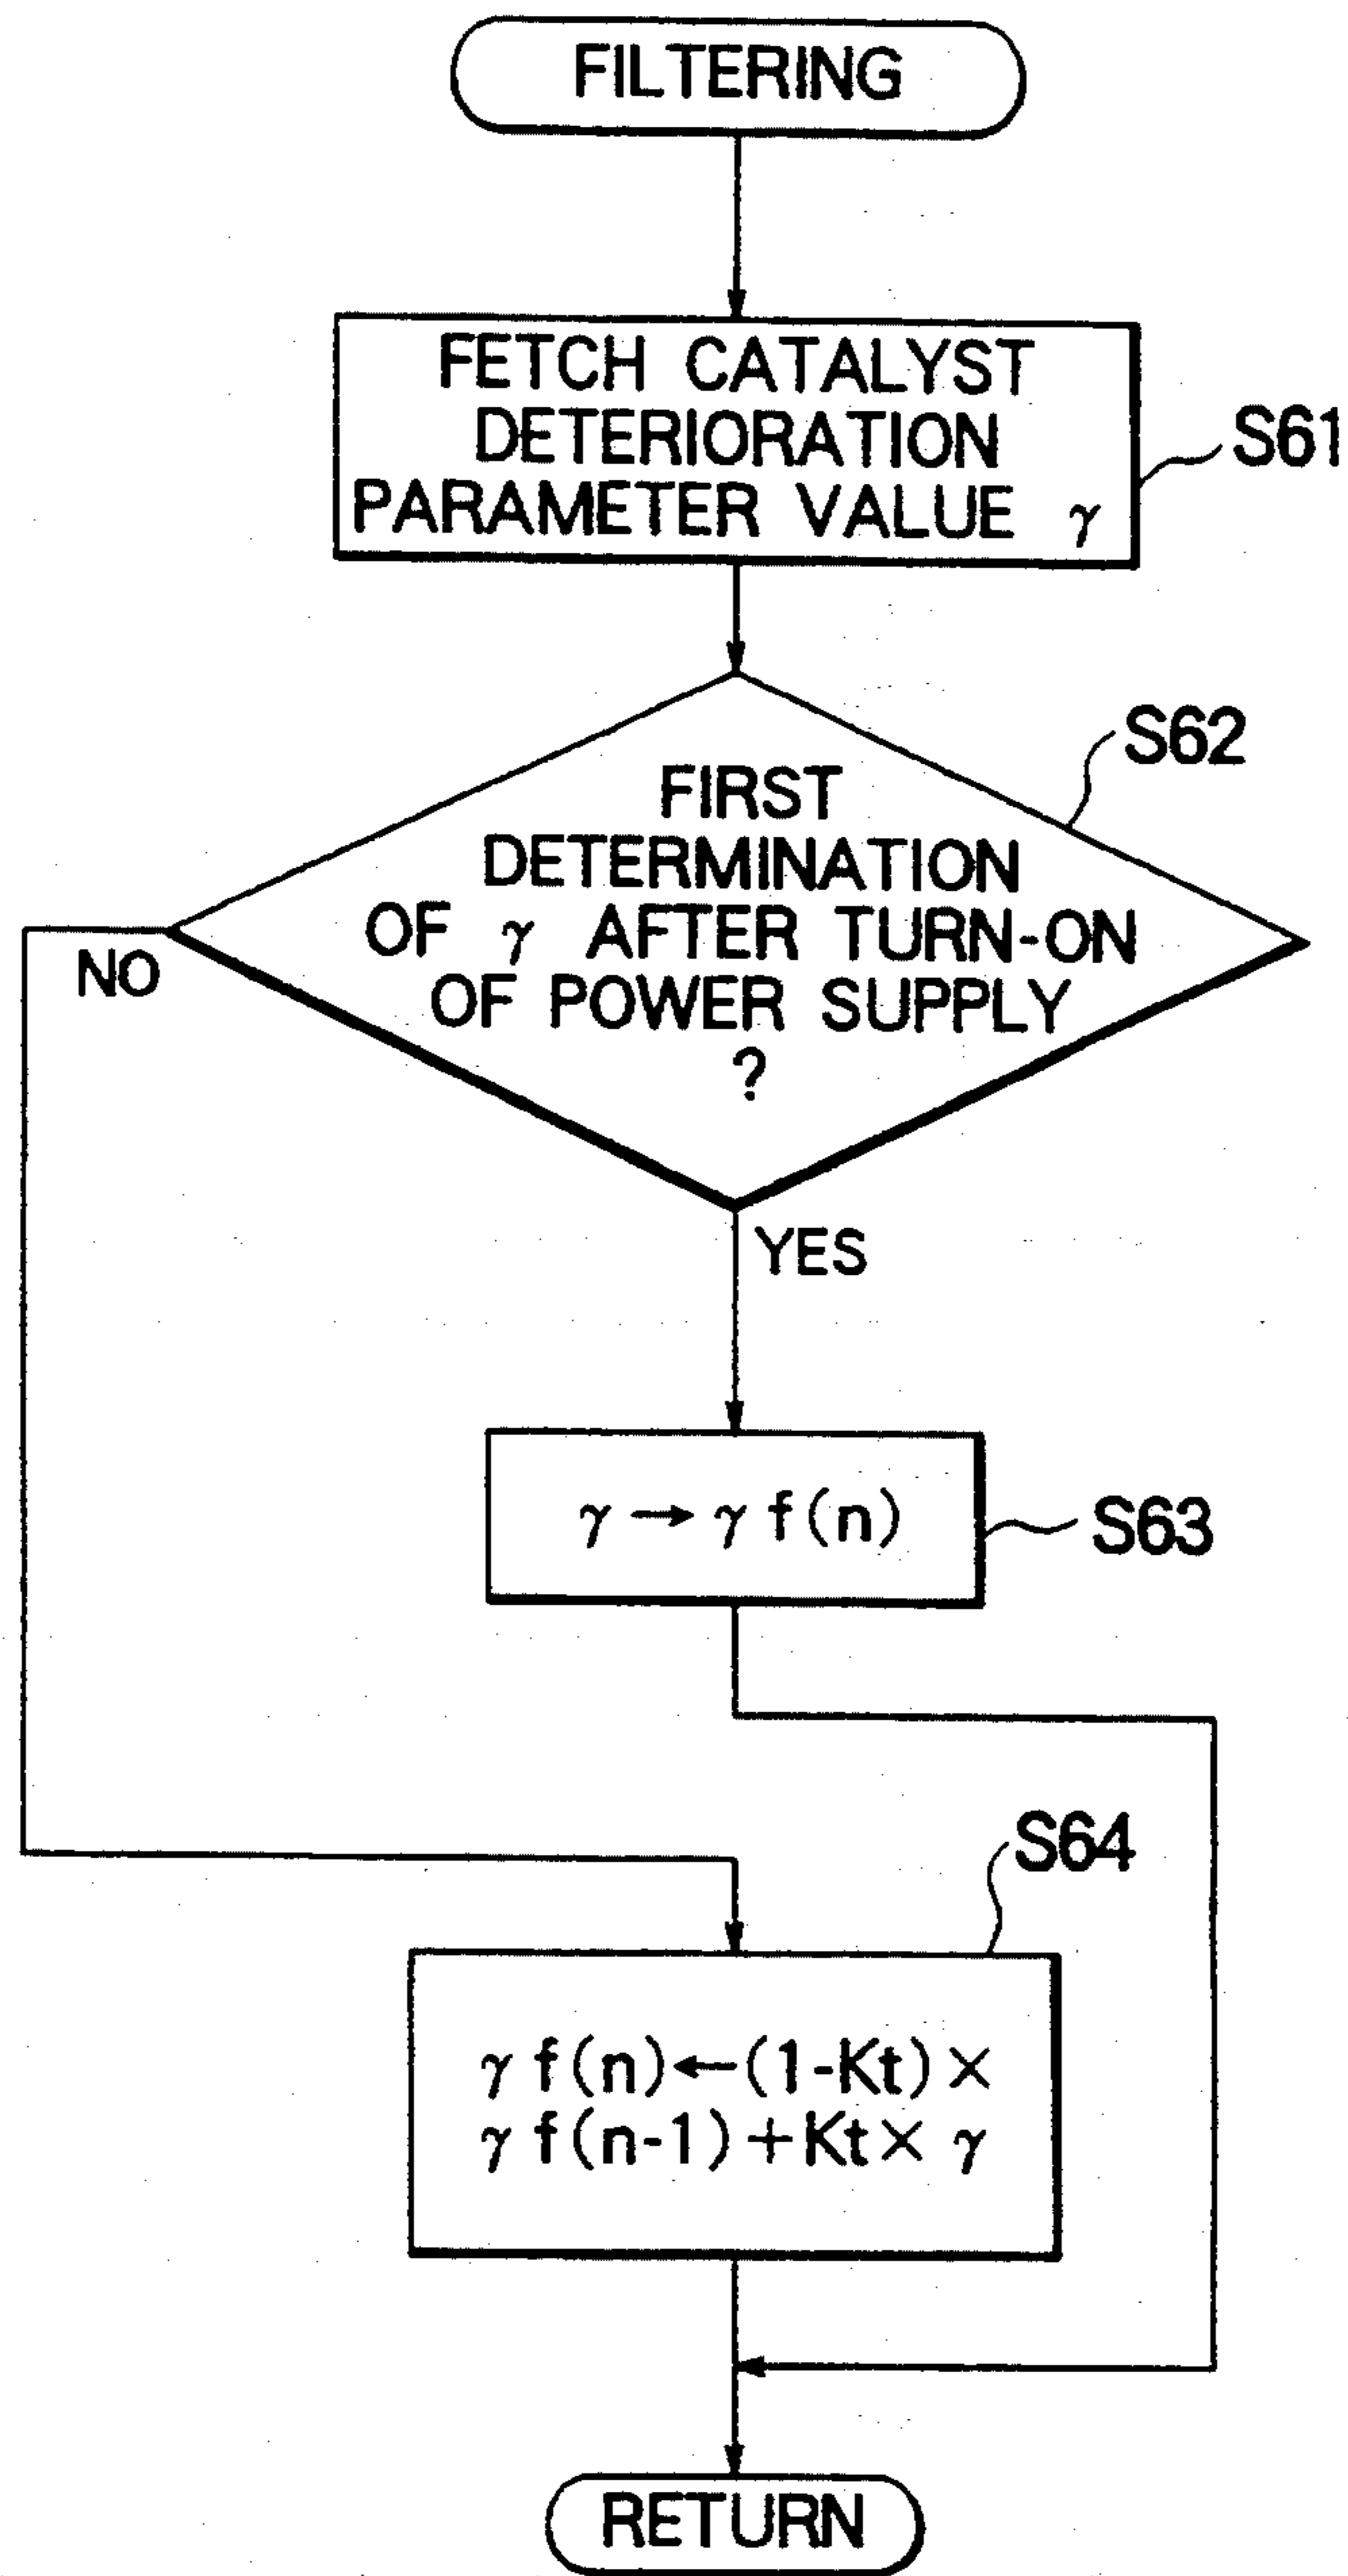 FILTERING
FETCH CATALYST
DETERIORATION
PARAMETER VALUE γ
S61
S62
FIRST
DETERMINATION
OF γ AFTER TURN-ON
OF POWER SUPPLY
?
NO
YES
γ → γ f(n)
S63
S64
γ f(n)←(1-Kt)×
γ f(n-1)+Kt× γ
RETURN